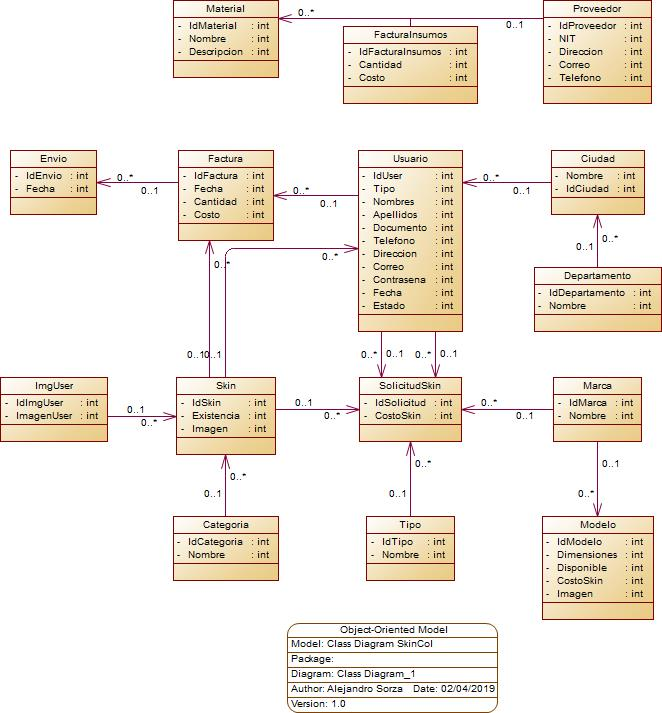 Material
- IdMaterial : int
- Nombre : int
- Descripcion : int
0..*
0..1
FacturaInsumos
- IdFacturaInsumos : int
- Cantidad : int
- Costo : int
Proveedor
- IdProveedor : int
- NIT : int
- Direccion : int
- Correo : int
- Telefono : int
Envio
- IdEnvio : int
- Fecha : int
0..*
0..1
Factura
- IdFactura : int
- Fecha : int
- Cantidad : int
- Costo : int
0..*
0..1
Usuario
- IdUser : int
- Tipo : int
- Nombres : int
- Apellidos : int
- Documento : int
- Telefono : int
- Direccion : int
- Correo : int
- Contrasena : int
- Fecha : int
- Estado : int
0..*
0..1
Ciudad
- Nombre : int
- IdCiudad : int
0..1
0..*
Departamento
- IdDepartamento : int
- Nombre : int
0..*
0..*
0..1
0..1
0..*
0..1
0..*
0..1
ImgUser
- IdImgUser : int
- ImagenUser : int
0..1
0..*
Skin
- IdSkin : int
- Existencia : int
- Imagen : int
0..1
0..*
SolicitudSkin
- IdSolicitud : int
- CostoSkin : int
0..*
0..1
Marca
- IdMarca : int
- Nombre : int
0..*
0..1
0..*
0..1
0..1
0..*
Categoria
- IdCategoria : int
- Nombre : int
Tipo
- IdTipo : int
- Nombre : int
Modelo
- IdModelo : int
- Dimensiones : int
- Disponible : int
- CostoSkin : int
- Imagen : int
Object-Oriented Model
Model: Class Diagram SkinCol
Package:
Diagram: Class Diagram_1
Author: Alejandro Sorza Date: 02/04/2019
Version: 1.0